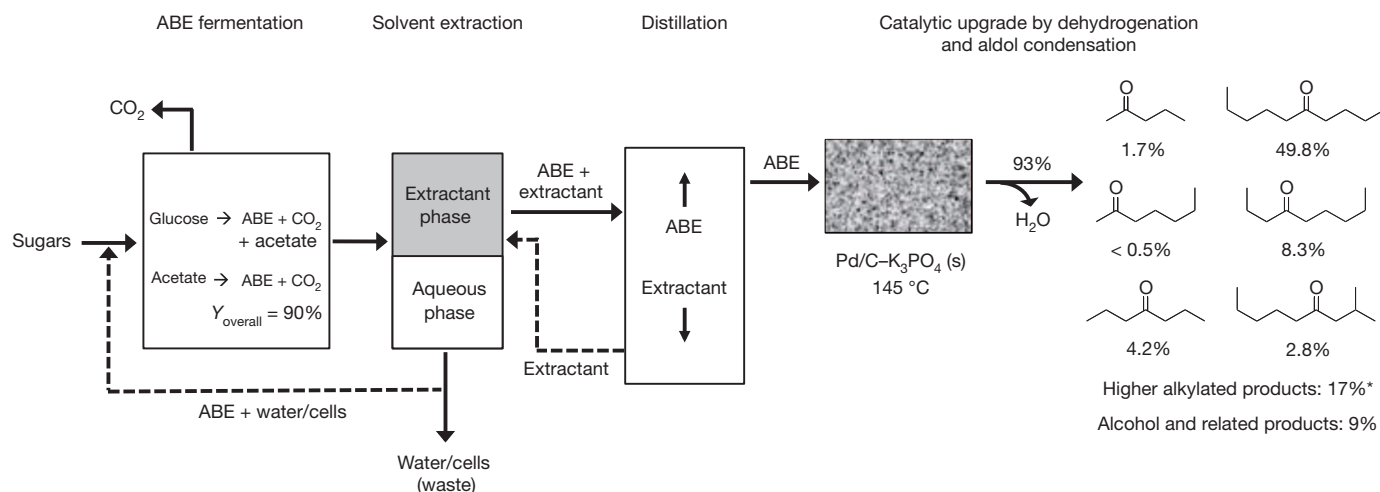 ABE fermentation
Solvent extraction
Distillation
Catalytic upgrade by dehydrogenation
and aldol condensation
CO₂
Sugars
Glucose → ABE + CO₂
+ acetate
Acetate → ABE + CO₂
Yoverall = 90%
Extractant
phase
Aqueous
phase
ABE +
extractant
Extractant
ABE + water/cells
Water/cells
(waste)
ABE
Extractant
ABE
Pd/C–K₃PO₄ (s)
145 °C
93%
H₂O
O
1.7%
O
49.8%
O
< 0.5%
O
8.3%
O
4.2%
O
2.8%
Higher alkylated products: 17%*
Alcohol and related products: 9%